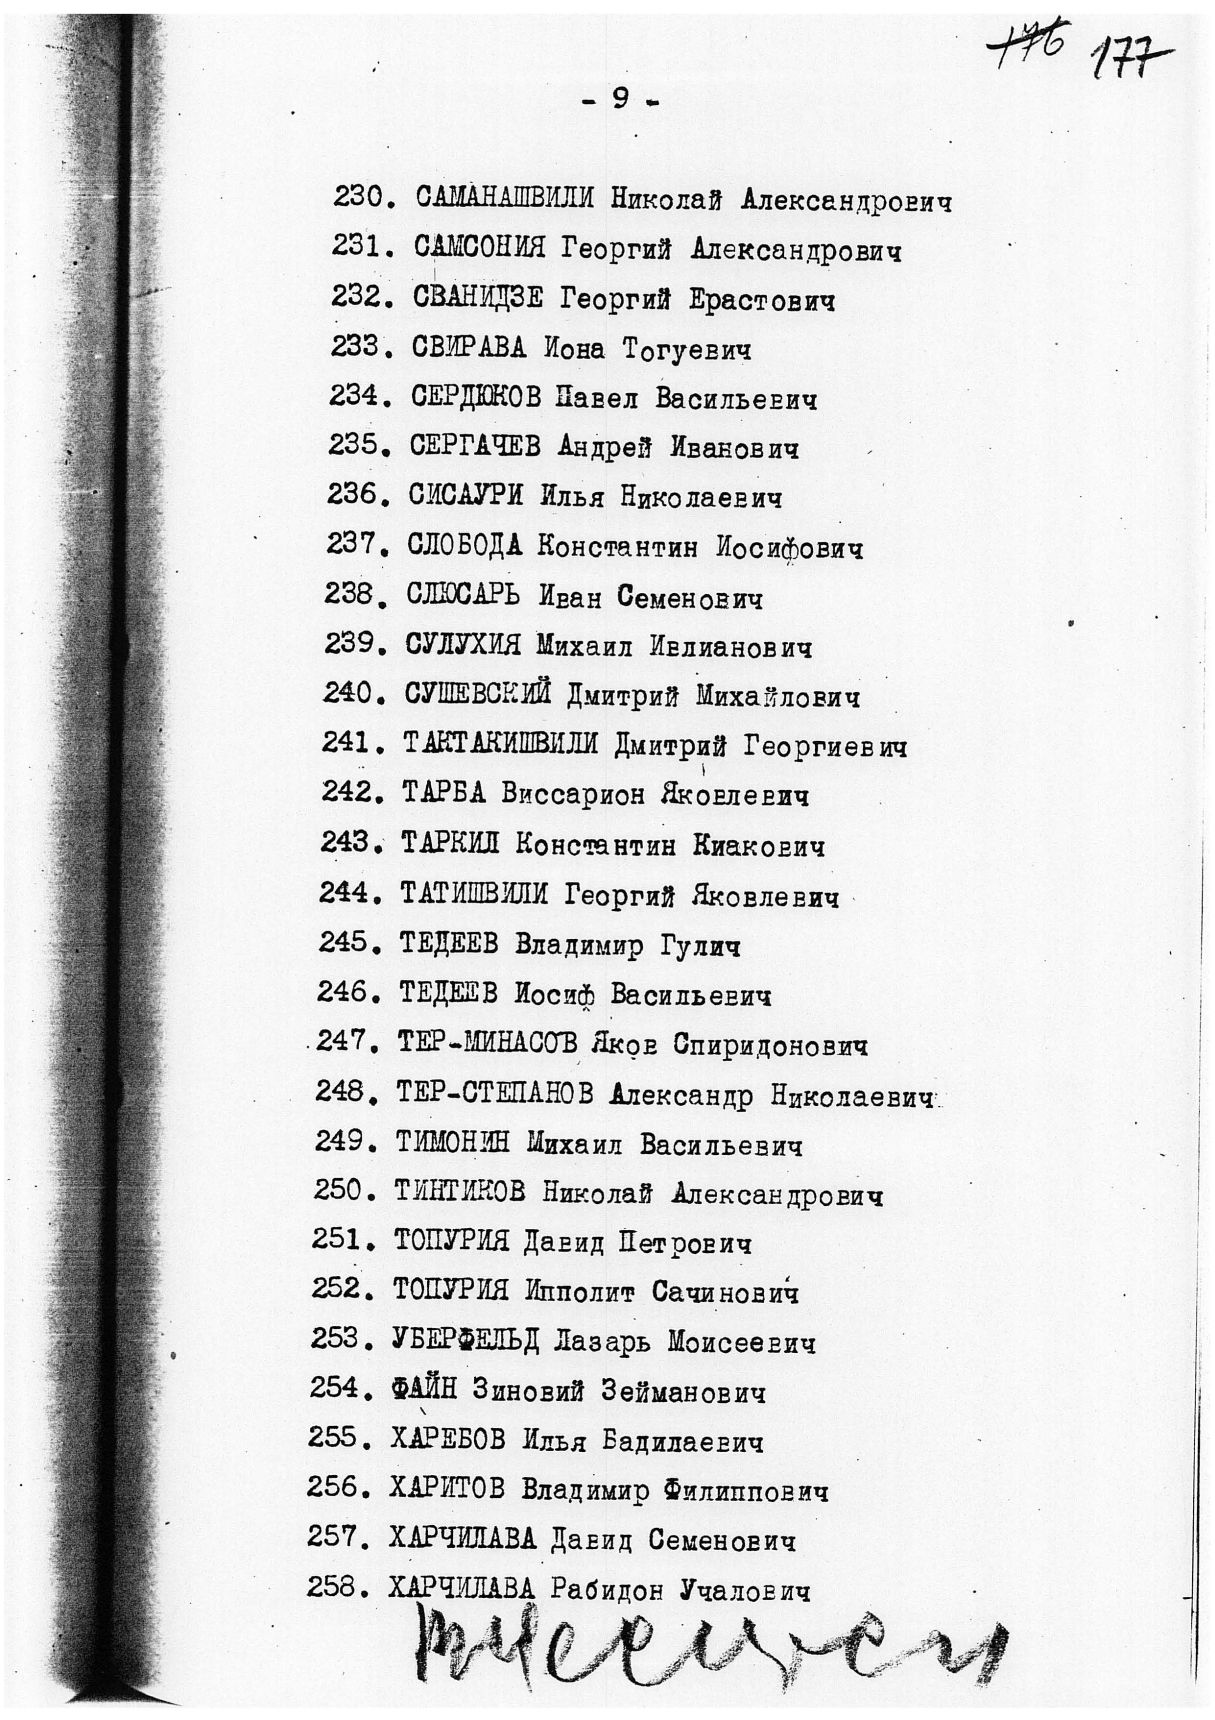 176 177
- 9 -
230. САМАНАШВИЛИ Николай Александрович
231. САМСОНИЯ Георгий Александрович
232. СВАНИДЗЕ Георгий Ерастович
233. СВИРАВА Иона Тогуевич
234. СЕРДЮКОВ Павел Васильевич
235. СЕРГАЧЕВ Андрей Иванович
236. СИСАУРИ Илья Николаевич
237. СЛОБОДА Константин Иосифович
238. СЛЮСАРЬ Иван Семенович
239. СУЛУХИЯ Михаил Ивлианович
240. СУШЕВСКИЙ Дмитрий Михайлович
241. ТАКТАКИШВИЛИ Дмитрий Георгиевич
242. ТАРБА Виссарион Яковлевич
243. ТАРКИЛ Константин Киакович
244. ТАТИШВИЛИ Георгий Яковлевич
245. ТЕДЕЕВ Владимир Гулич
246. ТЕДЕЕВ Иосиф Васильевич
247. ТЕР-МИНАСОВ Яков Спиридонович
248. ТЕР-СТЕПАНОВ Александр Николаевич
249. ТИМОНИН Михаил Васильевич
250. ТИНТИКОВ Николай Александрович
251. ТОПУРИЯ Давид Петрович
252. ТОПУРИЯ Ипполит Сачинович
253. УБЕРФЕЛЬД Лазарь Моисеевич
254. ФАЙН Зиновий Зейманович
255. ХАРЕБОВ Илья Бадилаевич
256. ХАРИТОВ Владимир Филиппович
257. ХАРЧИЛАВА Давид Семенович
258. ХАРЧИЛАВА Рабидон Учалович